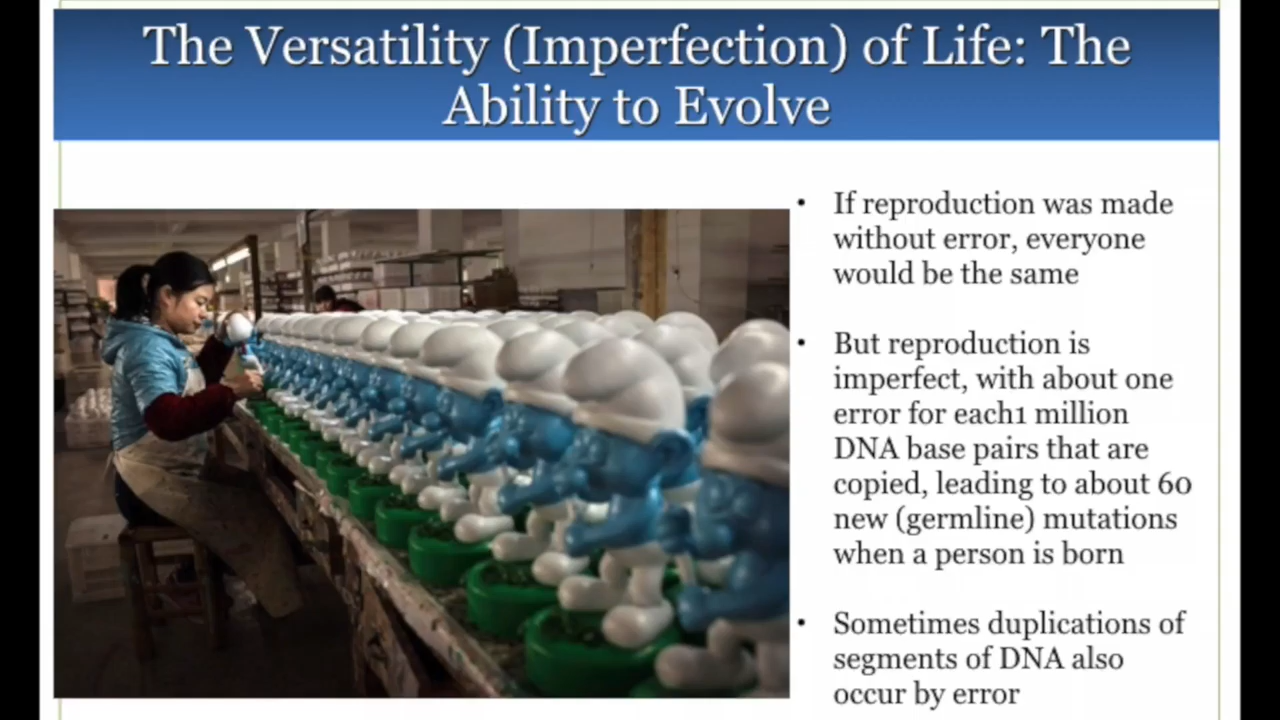 The Versatility (Imperfection) of Life: The
Ability to Evolve
• If reproduction was made
without error, everyone
would be the same
• But reproduction is
imperfect, with about one
error for each1 million
DNA base pairs that are
copied, leading to about 60
new (germline) mutations
when a person is born
• Sometimes duplications of
segments of DNA also
occur by error